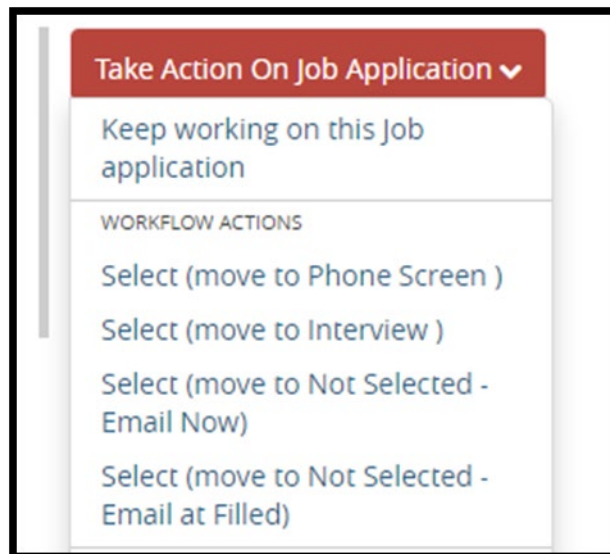 Take Action On Job Application
Keep working on this Job
application
WORKFLOW ACTIONS
Select (move to Phone Screen )
Select (move to Interview )
Select (move to Not Selected -
Email Now)
Select (move to Not Selected -
Email at Filled)